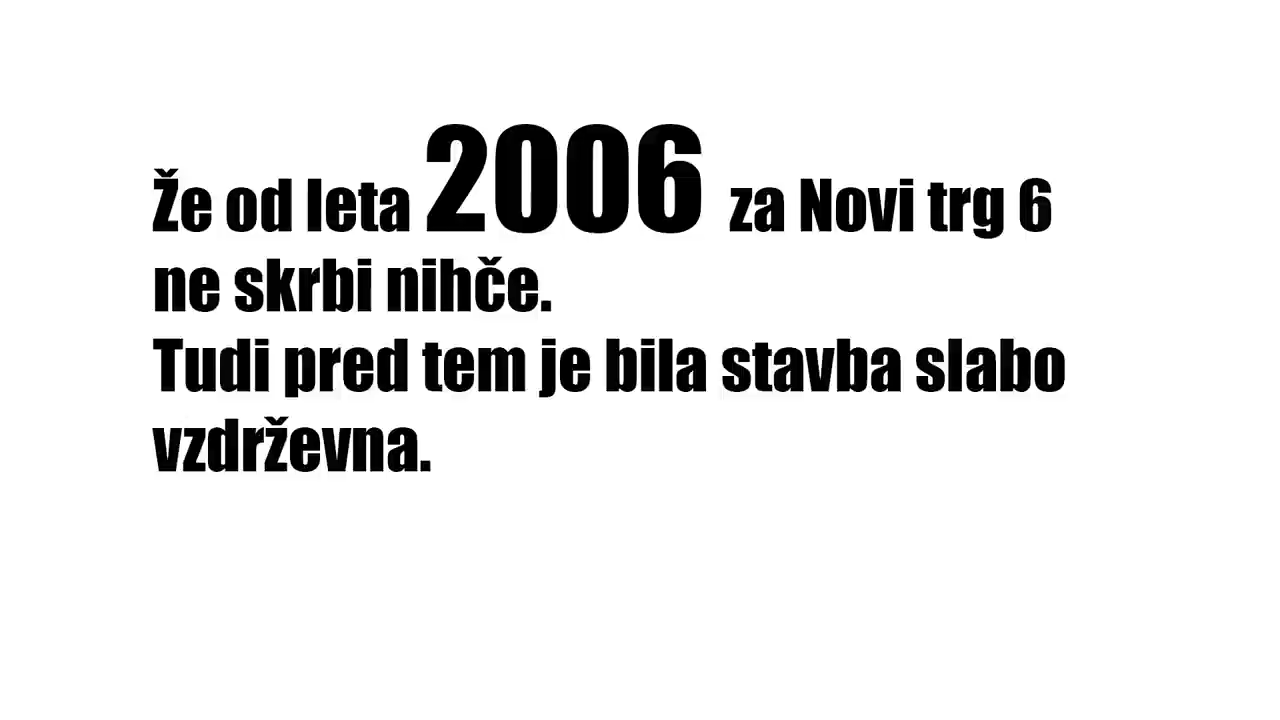 Že od leta 2006 za Novi trg 6
ne skrbi nihče.
Tudi pred tem je bila stavba slabo
vzdrževna.